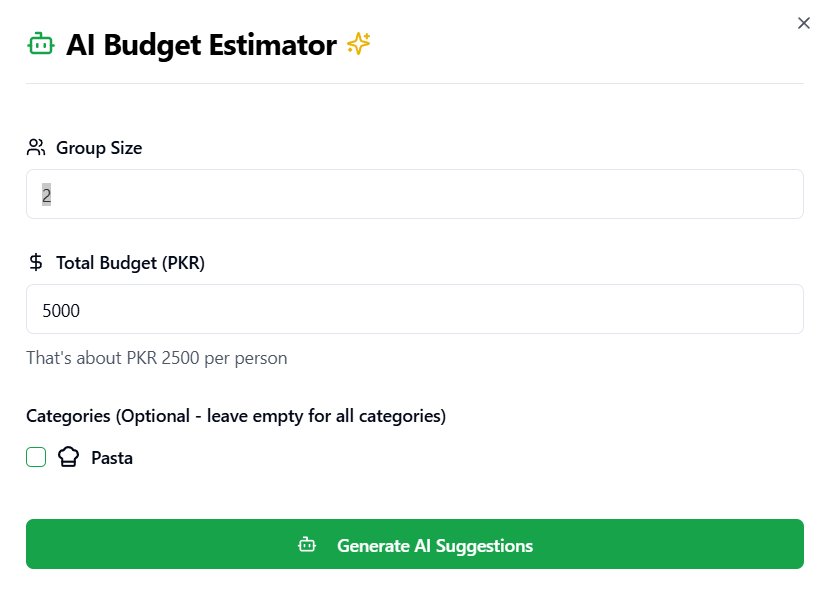 AI Budget Estimator
Group Size
2
Total Budget (PKR)
5000
That's about PKR 2500 per person
Categories (Optional - leave empty for all categories)
Pasta
Generate AI Suggestions